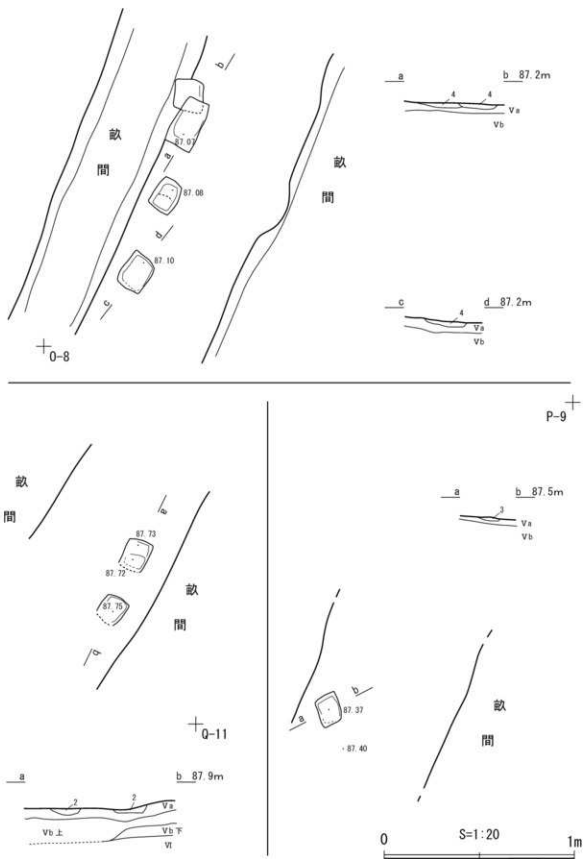 畝
間
b
87.07
a
87.08
d
87.10
c
O-8
畝
間
a b 87.2m
4 4
Va
Vb
c d 87.2m
4
Va
Vb
畝
間
a
87.73
87.72
87.75
b
畝
間
Q-11
a b 87.9m
2 2
Va
Vb上 Vb下
Vf
P-9
a b 87.5m
3
Va
Vb
a b
87.37
87.40
畝
間
0 S=1:20 1m